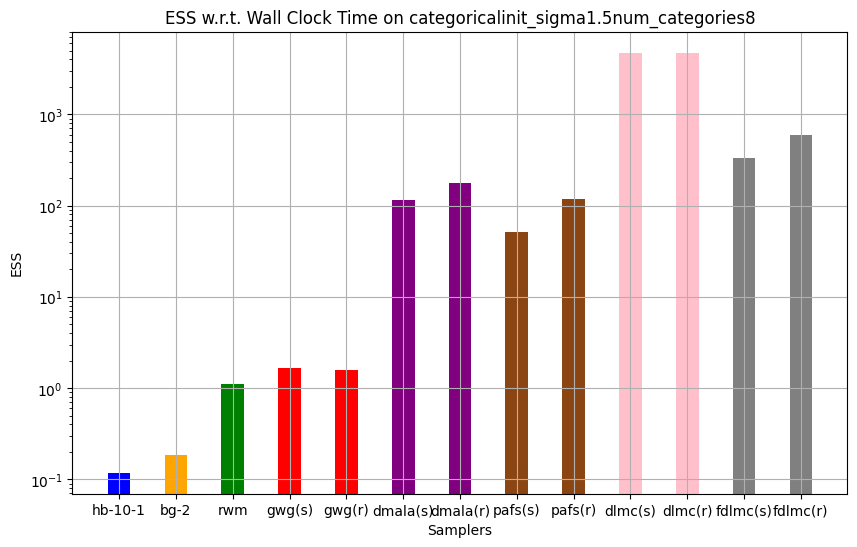 ESS w.r.t. Wall Clock Time on categoricalinit_sigma1.5num_categories8
ESS
10³
10²
10¹
10⁰
10⁻¹
hb-10-1 bg-2 rwm gwg(s) gwg(r) dmala(s) dmala(r) pafs(s) pafs(r) dlmc(s) dlmc(r) fdlmc(s) fdlmc(r)
Samplers